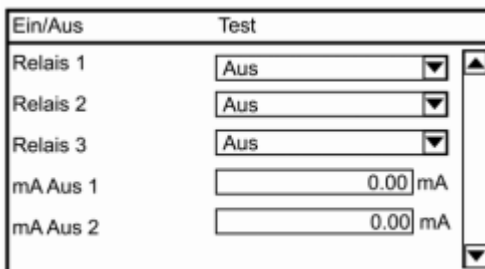 Ein/Aus Test
Relais 1 Aus
Relais 2 Aus
Relais 3 Aus
mA Aus 1 0.00 mA
mA Aus 2 0.00 mA